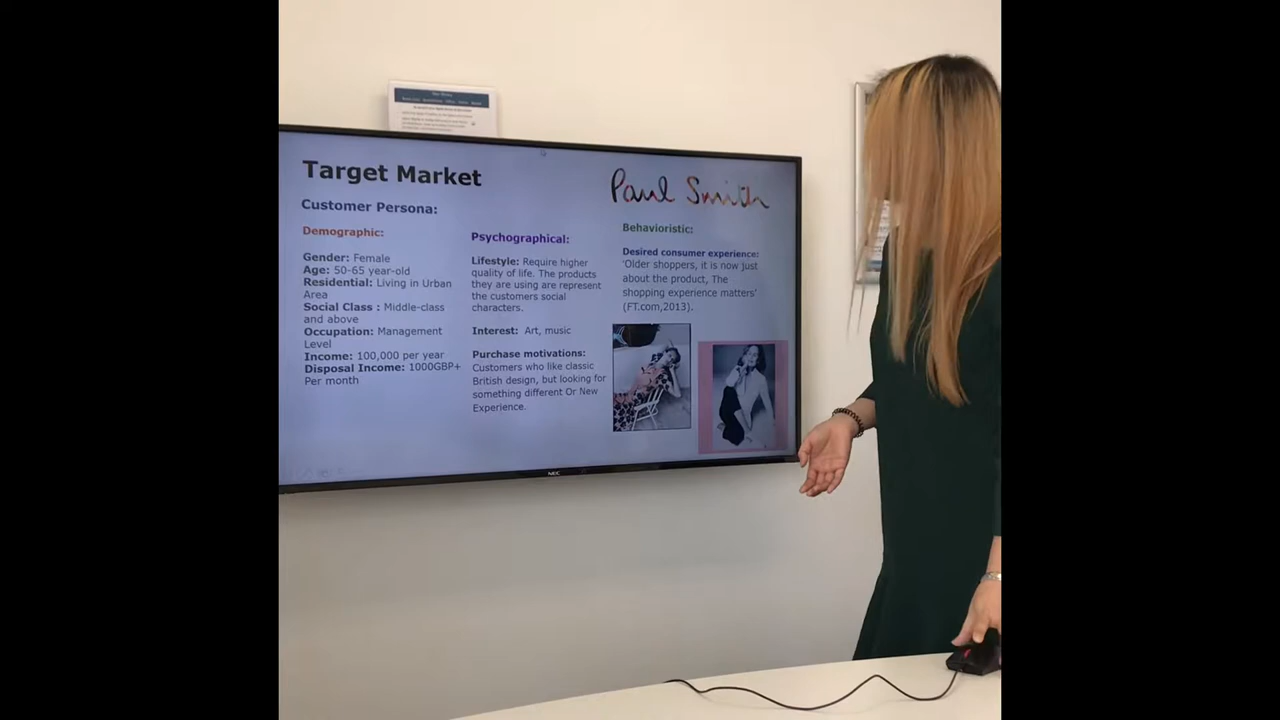 Target Market
Paul Smith
Customer Persona:
Demographic:
Gender: Female
Age: 50-65 year-old
Residential: Living in Urban
Area
Social Class : Middle-class
and above
Occupation: Management
Level
Income: 100,000 per year
Disposal Income: 1000GBP+
Per month
Psychographical:
Lifestyle: Require higher
quality of life. The products
they are using are represent
the customers social
characters.
Interest: Art, music
Purchase motivations:
Customers who like classic
British design, but looking for
something different Or New
Experience.
Behavioristic:
Desired consumer experience:
‘Older shoppers, it is now just
about the product, The
shopping experience matters’
(FT.com,2013).
NEC